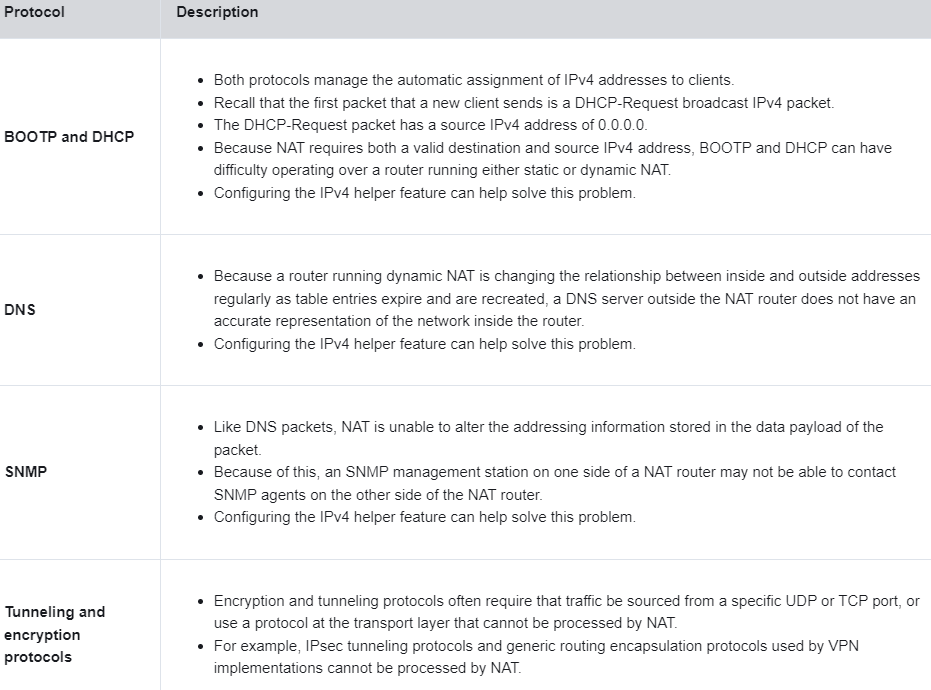 Protocol Description
BOOTP and DHCP
• Both protocols manage the automatic assignment of IPv4 addresses to clients.
• Recall that the first packet that a new client sends is a DHCP-Request broadcast IPv4 packet.
• The DHCP-Request packet has a source IPv4 address of 0.0.0.0.
• Because NAT requires both a valid destination and source IPv4 address, BOOTP and DHCP can have
difficulty operating over a router running either static or dynamic NAT.
• Configuring the IPv4 helper feature can help solve this problem.
DNS
• Because a router running dynamic NAT is changing the relationship between inside and outside addresses
regularly as table entries expire and are recreated, a DNS server outside the NAT router does not have an
accurate representation of the network inside the router.
• Configuring the IPv4 helper feature can help solve this problem.
SNMP
• Like DNS packets, NAT is unable to alter the addressing information stored in the data payload of the
packet.
• Because of this, an SNMP management station on one side of a NAT router may not be able to contact
SNMP agents on the other side of the NAT router.
• Configuring the IPv4 helper feature can help solve this problem.
Tunneling and
encryption
protocols
• Encryption and tunneling protocols often require that traffic be sourced from a specific UDP or TCP port, or
use a protocol at the transport layer that cannot be processed by NAT.
• For example, IPsec tunneling protocols and generic routing encapsulation protocols used by VPN
implementations cannot be processed by NAT.